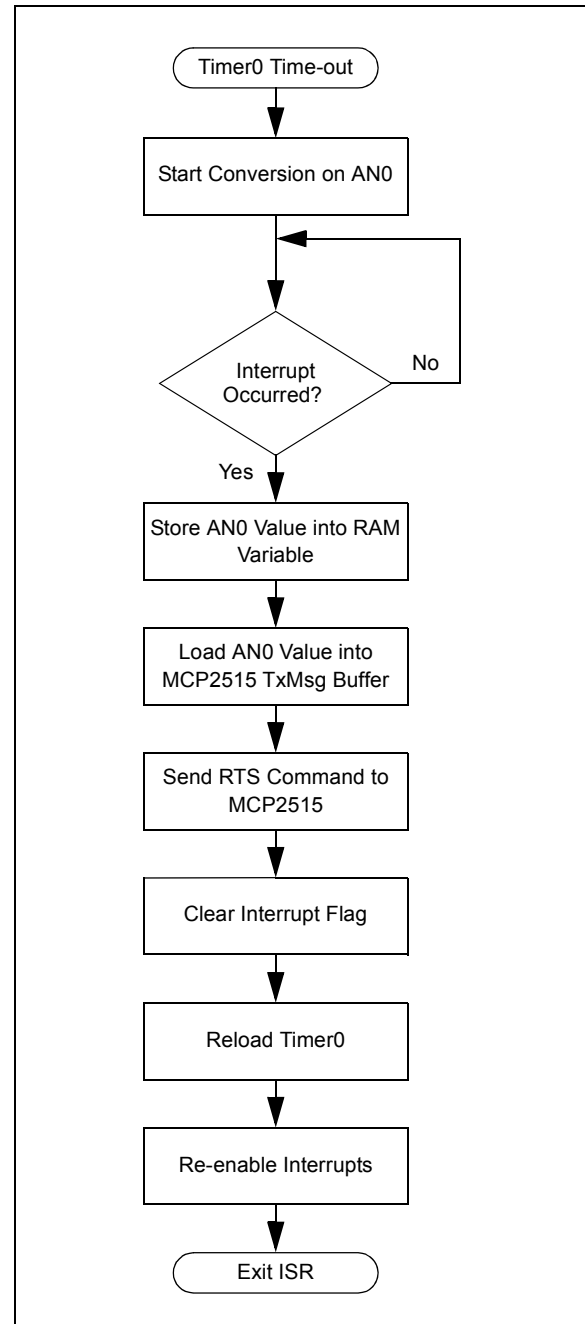 Timer0 Time-out
Start Conversion on AN0
Interrupt
Occurred?
No
Yes
Store AN0 Value into RAM
Variable
Load AN0 Value into
MCP2515 TxMsg Buffer
Send RTS Command to
MCP2515
Clear Interrupt Flag
Reload Timer0
Re-enable Interrupts
Exit ISR